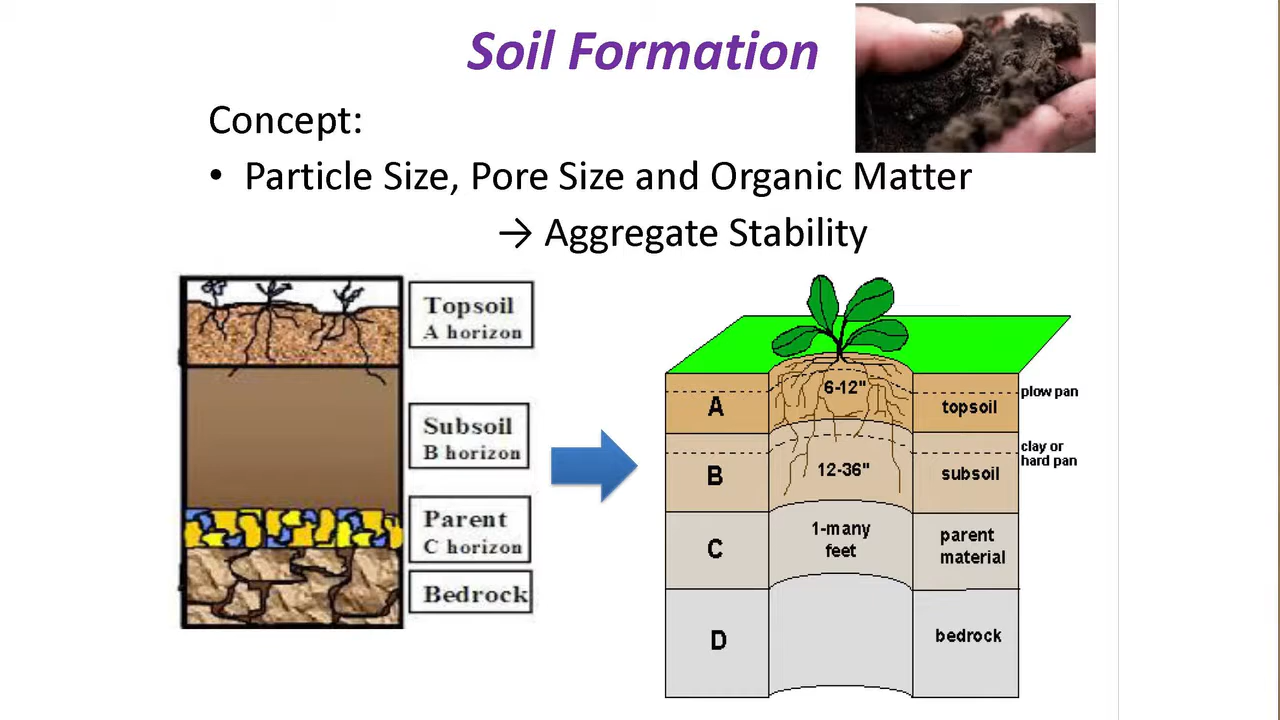 Soil Formation
Concept:
• Particle Size, Pore Size and Organic Matter
→ Aggregate Stability
Topsoil
A horizon
Subsoil
B horizon
Parent
C horizon
Bedrock
A
6-12"
topsoil
plow pan
B
12-36"
subsoil
clay or
hard pan
C
1-many
feet
parent
material
D
bedrock